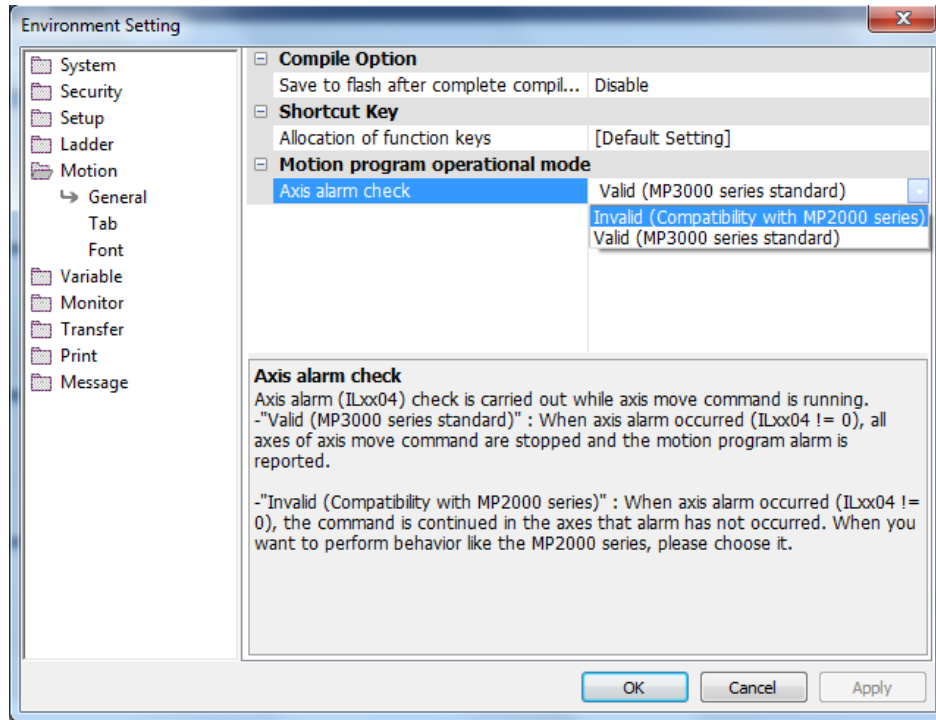 Environment Setting
System
Security
Setup
Ladder
Motion
General
Tab
Font
Variable
Monitor
Transfer
Print
Message
Compile Option
Save to flash after complete compil... Disable
Shortcut Key
Allocation of function keys [Default Setting]
Motion program operational mode
Axis alarm check Valid (MP3000 series standard)
Invalid (Compatibility with MP2000 series)
Valid (MP3000 series standard)
Axis alarm check
Axis alarm (ILxx04) check is carried out while axis move command is running.
-"Valid (MP3000 series standard)" : When axis alarm occurred (ILxx04 != 0), all
axes of axis move command are stopped and the motion program alarm is
reported.
-"Invalid (Compatibility with MP2000 series)" : When axis alarm occurred (ILxx04 !=
0), the command is continued in the axes that alarm has not occurred. When you
want to perform behavior like the MP2000 series, please choose it.
OK Cancel Apply